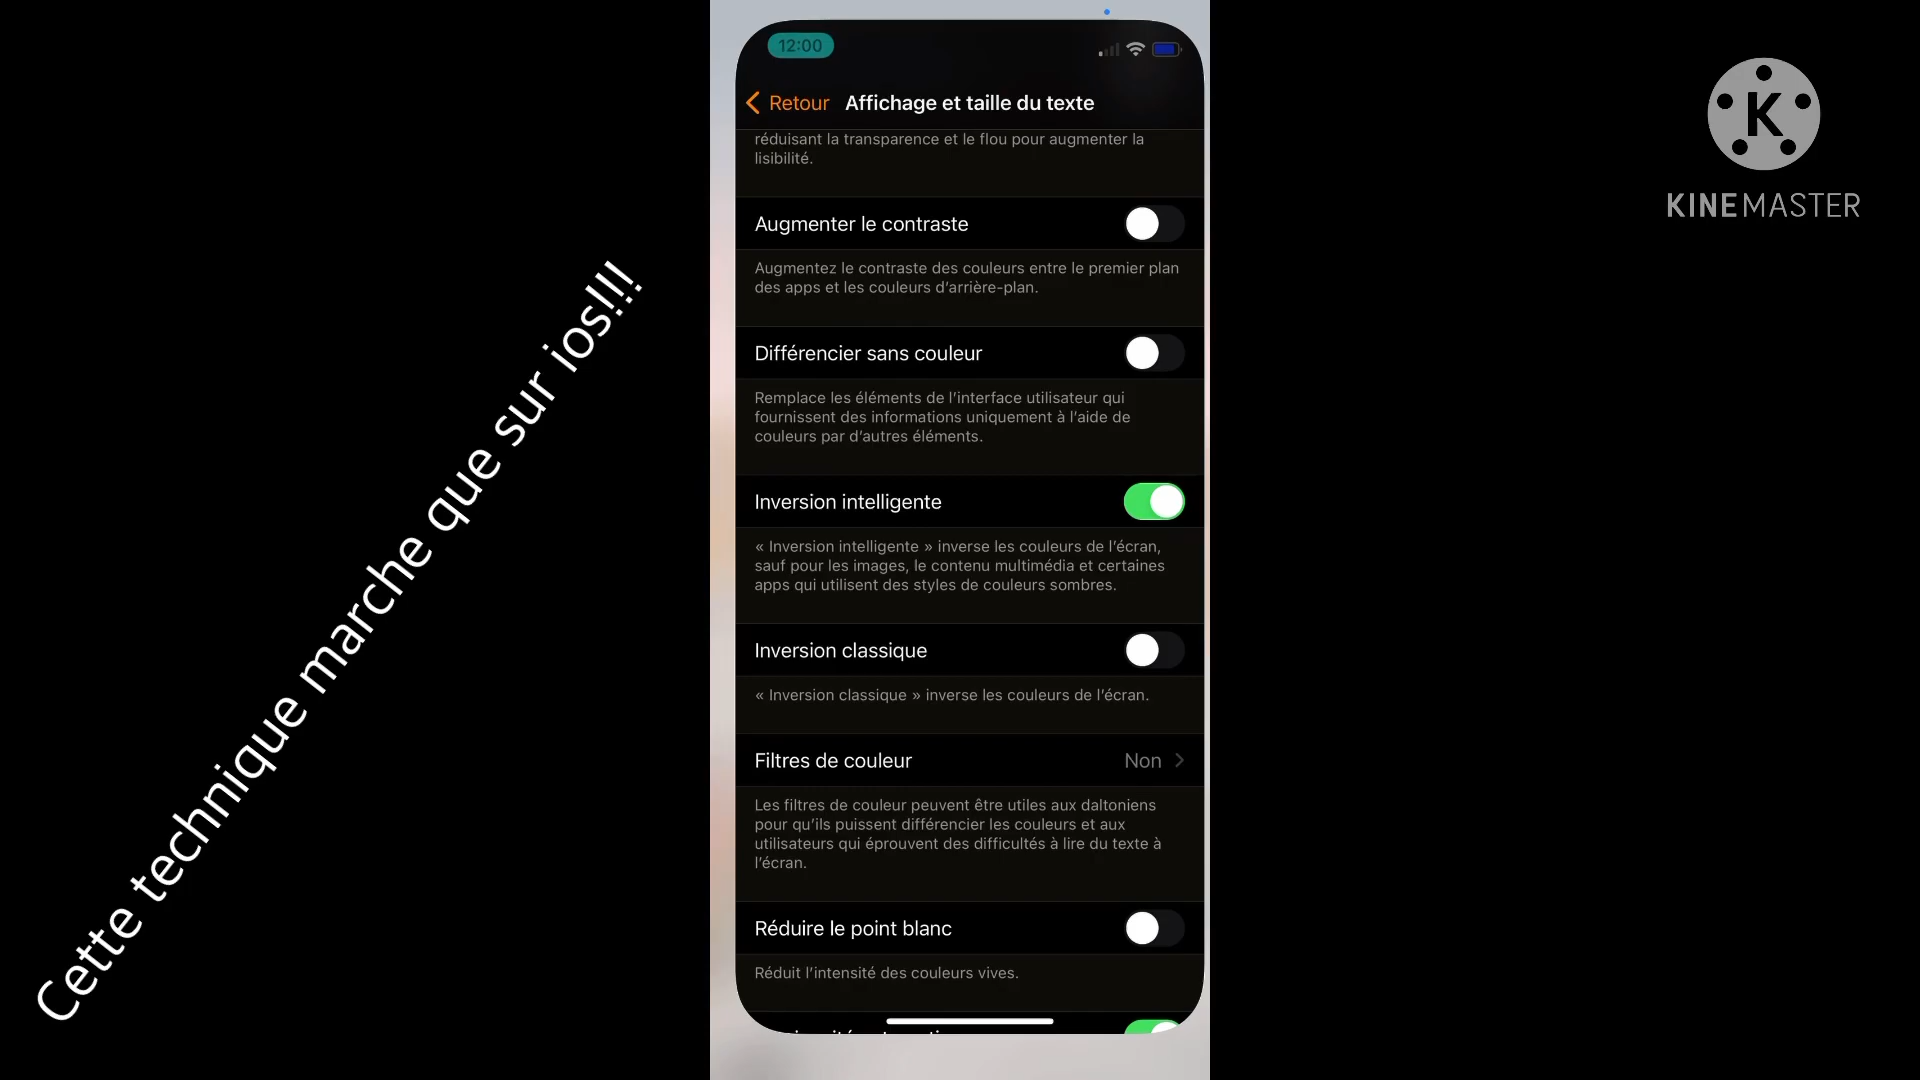 12:00
Retour
Affichage et taille du texte
réduisant la transparence et le flou pour augmenter la
lisibilité.
Augmenter le contraste
Augmentez le contraste des couleurs entre le premier plan
des apps et les couleurs d’arrière-plan.
Différencier sans couleur
Remplace les éléments de l’interface utilisateur qui
fournissent des informations uniquement à l’aide de
couleurs par d’autres éléments.
Inversion intelligente
« Inversion intelligente » inverse les couleurs de l’écran,
sauf pour les images, le contenu multimédia et certaines
apps qui utilisent des styles de couleurs sombres.
Inversion classique
« Inversion classique » inverse les couleurs de l’écran.
Filtres de couleur
Non
Les filtres de couleur peuvent être utiles aux daltoniens
pour qu’ils puissent différencier les couleurs et aux
utilisateurs qui éprouvent des difficultés à lire du texte à
l’écran.
Réduire le point blanc
Réduit l’intensité des couleurs vives.
Cette technique marche que sur ios!!!!
K
KINEMASTER